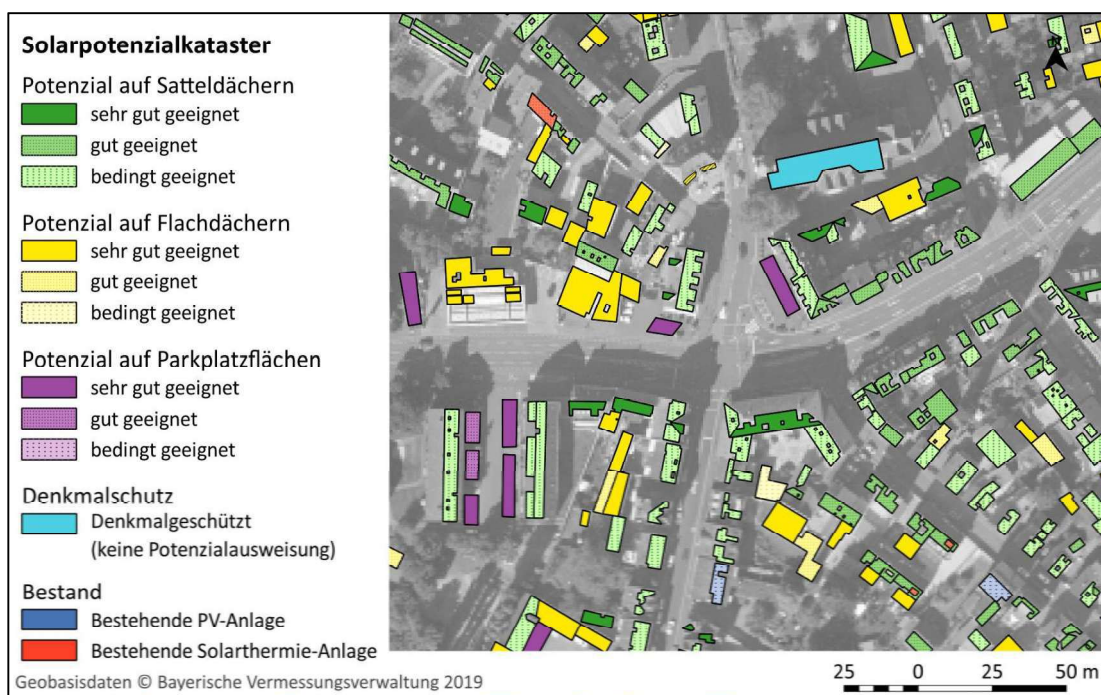 Solarpotenzialkataster
Potenzial auf Satteldächern
sehr gut geeignet
gut geeignet
bedingt geeignet
Potenzial auf Flachdächern
sehr gut geeignet
gut geeignet
bedingt geeignet
Potenzial auf Parkplatzflächen
sehr gut geeignet
gut geeignet
bedingt geeignet
Denkmalschutz
Denkmalgeschützt
(keine Potenzialausweisung)
Bestand
Bestehende PV-Anlage
Bestehende Solarthermie-Anlage
Geobasisdaten © Bayerische Vermessungsverwaltung 2019
25 0 25 50 m